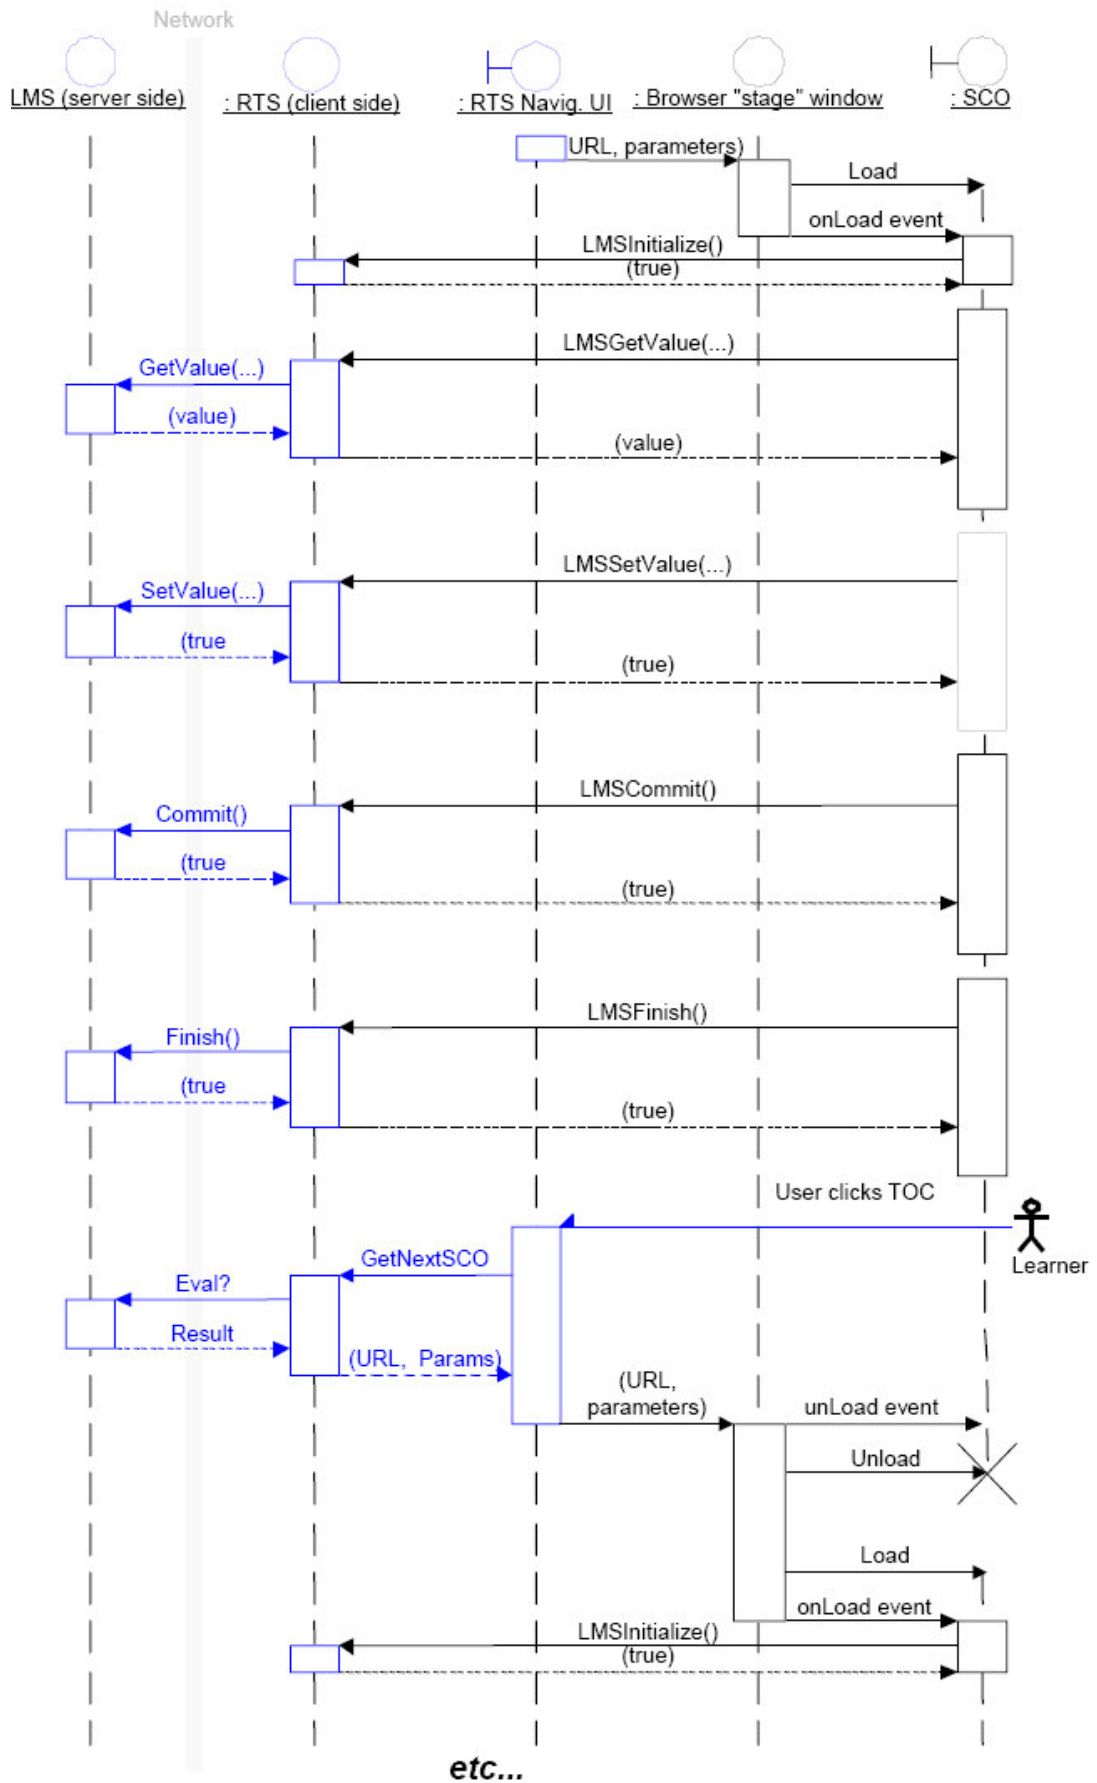 Network
LMS (server side)
: RTS (client side)
: RTS Navig. UI
: Browser "stage" window
: SCO
URL, parameters)
Load
onLoad event
LMSInitialize()
(true)
LMSGetValue(...)
GetValue(...)
(value)
(value)
LMSSetValue(...)
SetValue(...)
(true
(true)
LMSCommit()
Commit()
(true
(true)
LMSFinish()
Finish()
(true
(true)
User clicks TOC
Learner
GetNextSCO
Eval?
Result
(URL, Params)
(URL,
parameters)
unLoad event
Unload
Load
onLoad event
LMSInitialize()
(true)
etc...